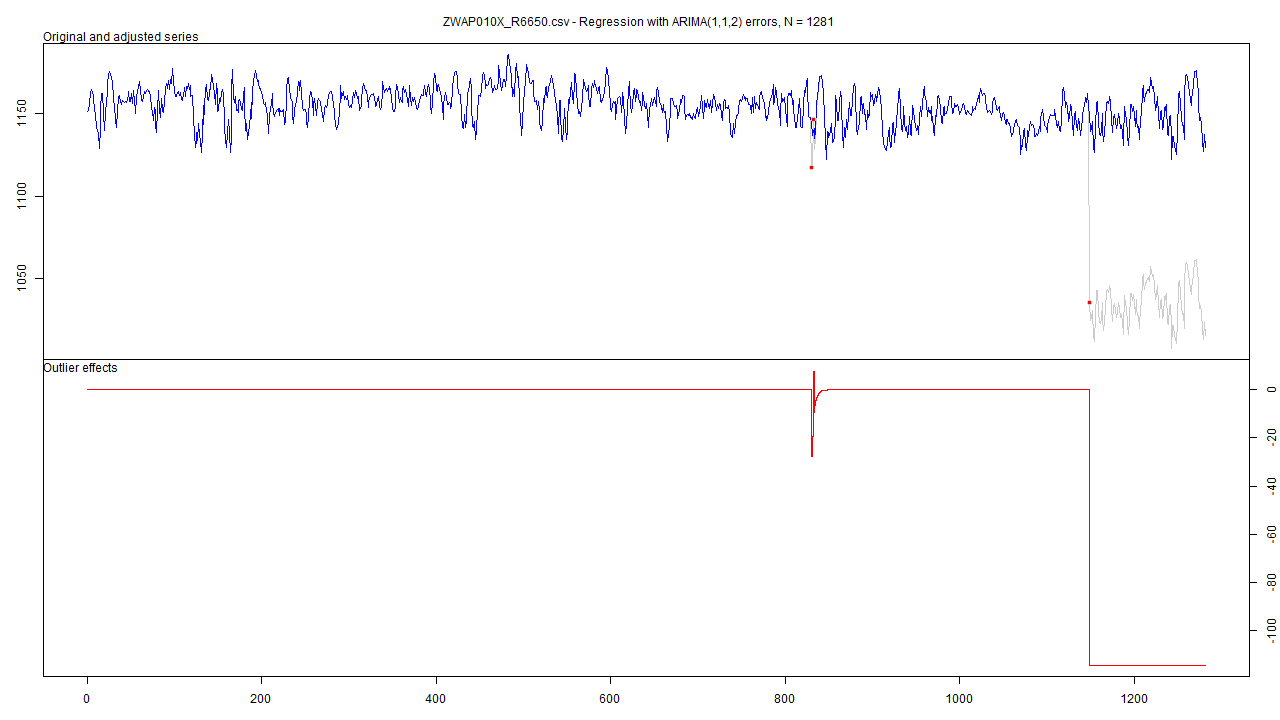 ZWAP010X_R6650.csv - Regression with ARIMA(1,1,2) errors, N = 1281
Original and adjusted series
1150
1100
1050
Outlier effects
0
-20
-40
-60
-80
-100
0 200 400 600 800 1000 1200